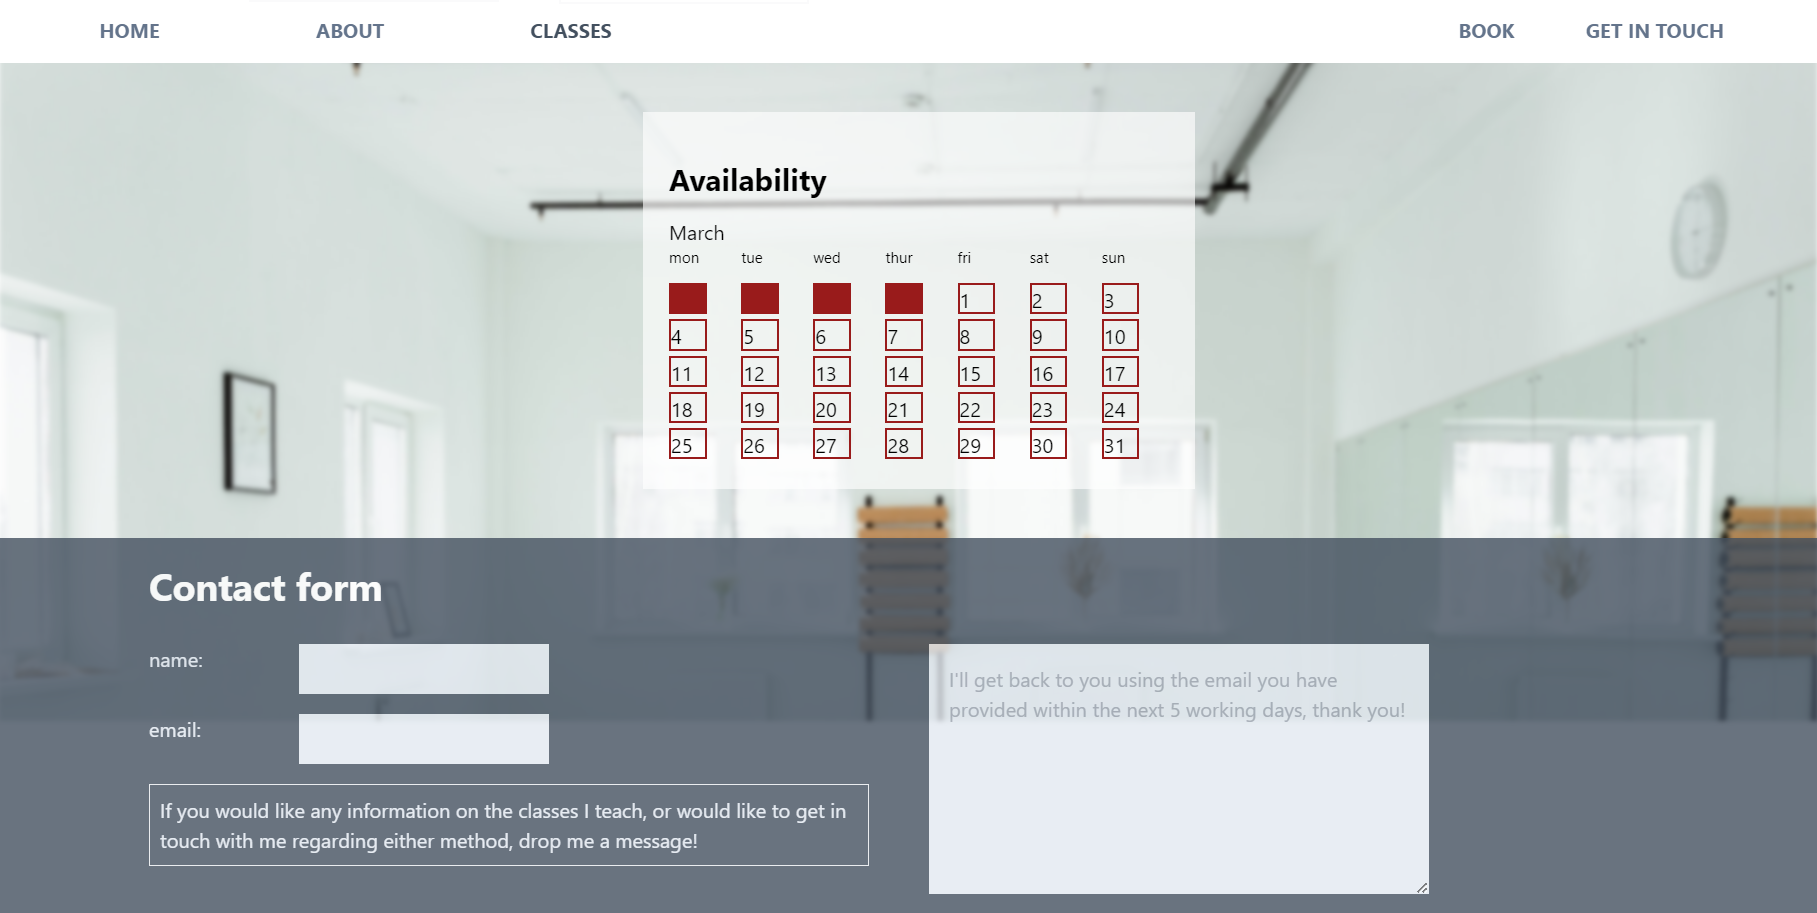 HOME ABOUT CLASSES BOOK GET IN TOUCH
Availability
March
mon tue wed thur fri sat sun
1 2 3
4 5 6 7 8 9 10
11 12 13 14 15 16 17
18 19 20 21 22 23 24
25 26 27 28 29 30 31
Contact form
name:
email:
If you would like any information on the classes I teach, or would like to get in
touch with me regarding either method, drop me a message!
I'll get back to you using the email you have
provided within the next 5 working days, thank you!